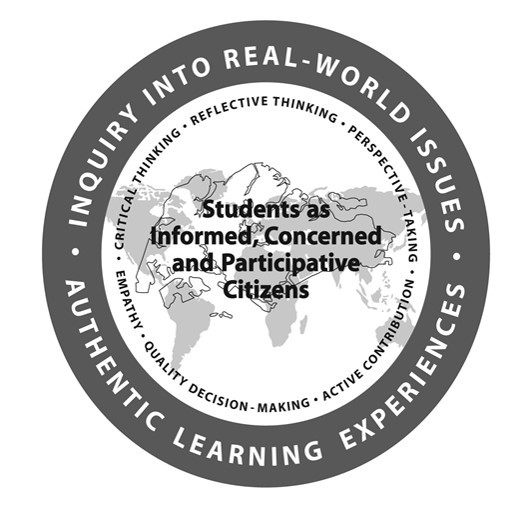 • INQUIRY INTO REAL-WORLD ISSUES •
• CRITICAL THINKING • REFLECTIVE THINKING • PERSPECTIVE-TAKING
Students as
Informed, Concerned
and Participative
Citizens
EMPATHY • QUALITY DECISION-MAKING • ACTIVE CONTRIBUTION •
AUTHENTIC LEARNING EXPERIENCES